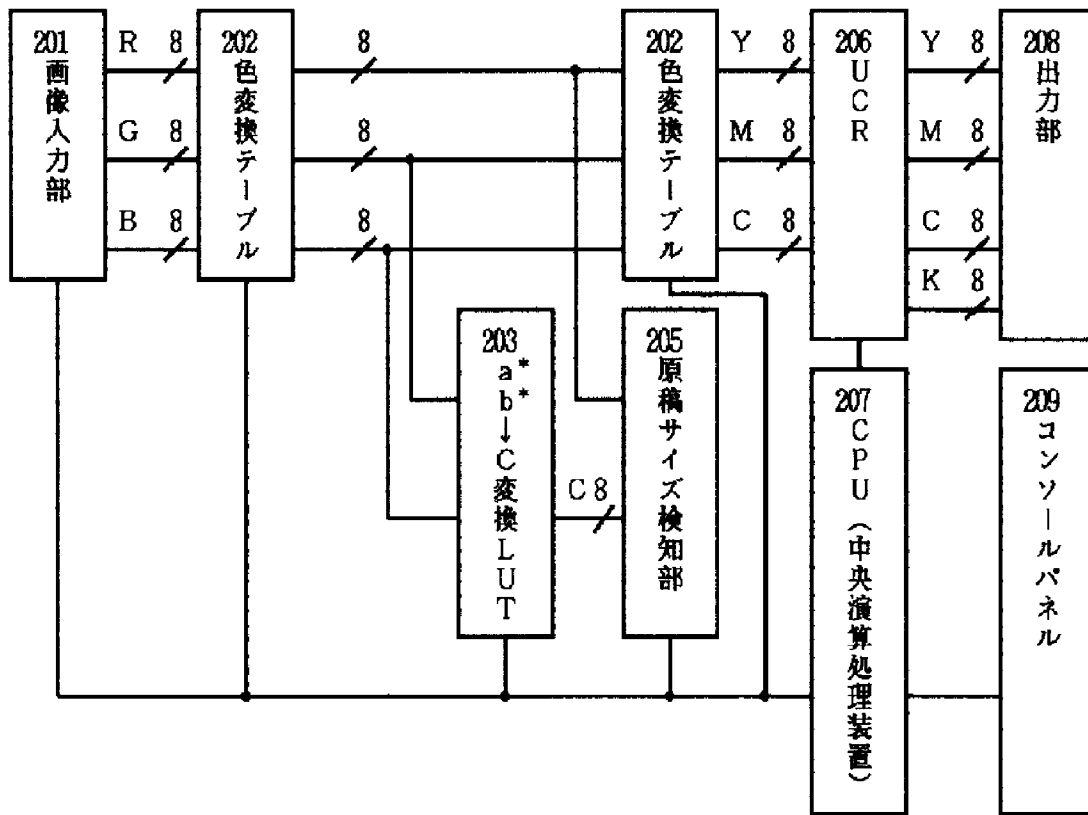 201 画像入力部
R 8
G 8
B 8
202 色変換テーブル
8
8
8
202 色変換テーブル
Y 8
M 8
C 8
206 UCR
Y 8
M 8
C 8
K 8
208 出力部
203 a* b*→C変換LUT
C 8
205 原稿サイズ検知部
207 CPU(中央演算処理装置)
209 コンソールパネル